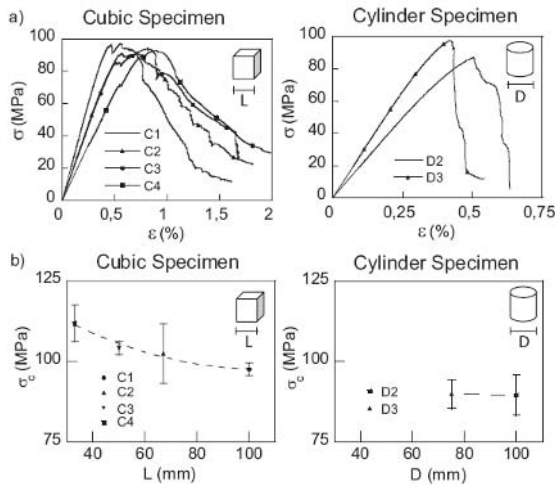 a) Cubic Specimen
100
80
60
40
20
0
σ (MPa)
C1
C2
C3
C4
L
0 0,5 1 1,5 2
ε (%)
Cylinder Specimen
100
80
60
40
20
0
σ (MPa)
D2
D3
D
0 0,25 0,5 0,75
ε (%)
b) Cubic Specimen
125
100
75
σc (MPa)
C1
C2
C3
C4
L
40 60 80 100
L (mm)
Cylinder Specimen
125
100
75
σc (MPa)
D2
D3
D
40 60 80 100
D (mm)